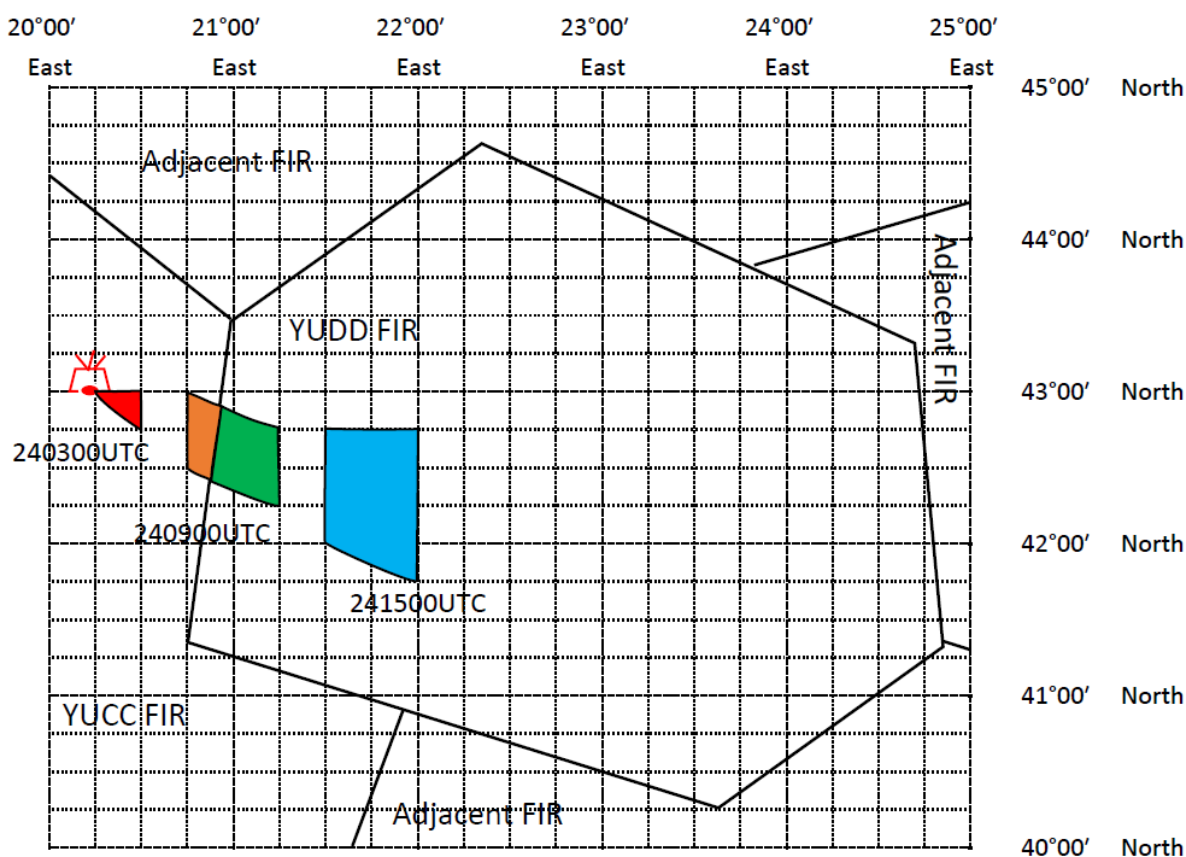 20°00′ 21°00′ 22°00′ 23°00′ 24°00′ 25°00′
East East East East East East
45°00′ North
Adjacent FIR
44°00′ North
Adjacent FIR
YUDD FIR
43°00′ North
240300UTC
240900UTC
42°00′ North
241500UTC
41°00′ North
YUCC FIR
Adjacent FIR
40°00′ North